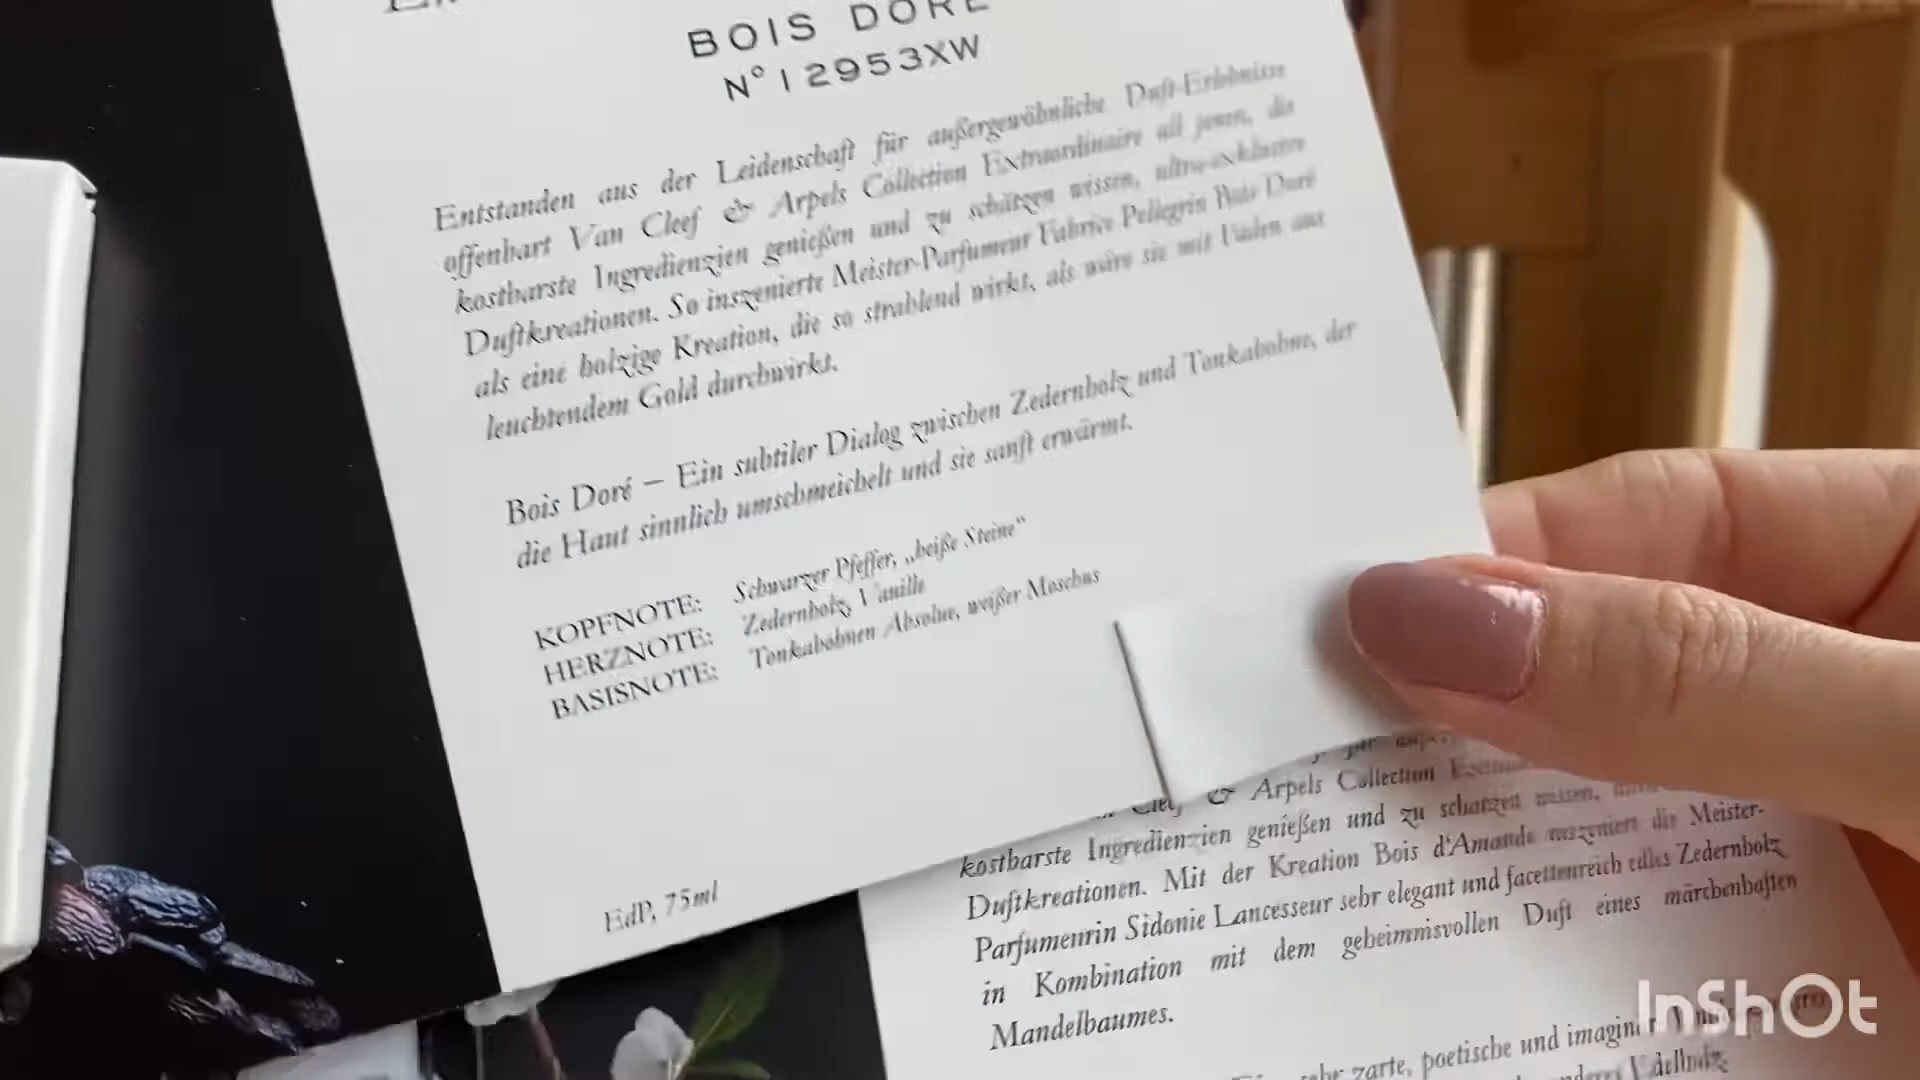 BOIS DORÉ
N° 12953XW
Entstanden aus der Leidenschaft für außergewöhnliche Duft-Erlebnisse
offenbart Van Cleef & Arpels Collection Extraordinaire all jenen, die
kostbarste Ingredienzien genießen und zu schätzen wissen, ultra-exklusive
Duftkreationen. So inszenierte Meister-Parfumeur Fabrice Pellegrin Bois Doré
als eine holzige Kreation, die so strahlend wirkt, als wäre sie mit Fäden aus
leuchtendem Gold durchwirkt.
Bois Doré – Ein subtiler Dialog zwischen Zedernholz und Tonkabohne, der
die Haut sinnlich umschmeichelt und sie sanft erwärmt.
KOPFNOTE: Schwarzer Pfeffer, „heiße Steine“
HERZNOTE: Zedernholz, Vanille
BASISNOTE: Tonkabohnen Absolue, weißer Moschus
EdP, 75ml
& Arpels Collection
kostbarste Ingredienzien genießen und zu schätzen wissen,
Duftkreationen. Mit der Kreation Bois d'Amande inszeniert die Meister-
Parfumeurin Sidonie Lancesseur sehr elegant und facettenreich edles Zedernholz
in Kombination mit dem geheimnisvollen Duft eines märchenhaften
Mandelbaumes.
sehr zarte, poetische und
InShOt